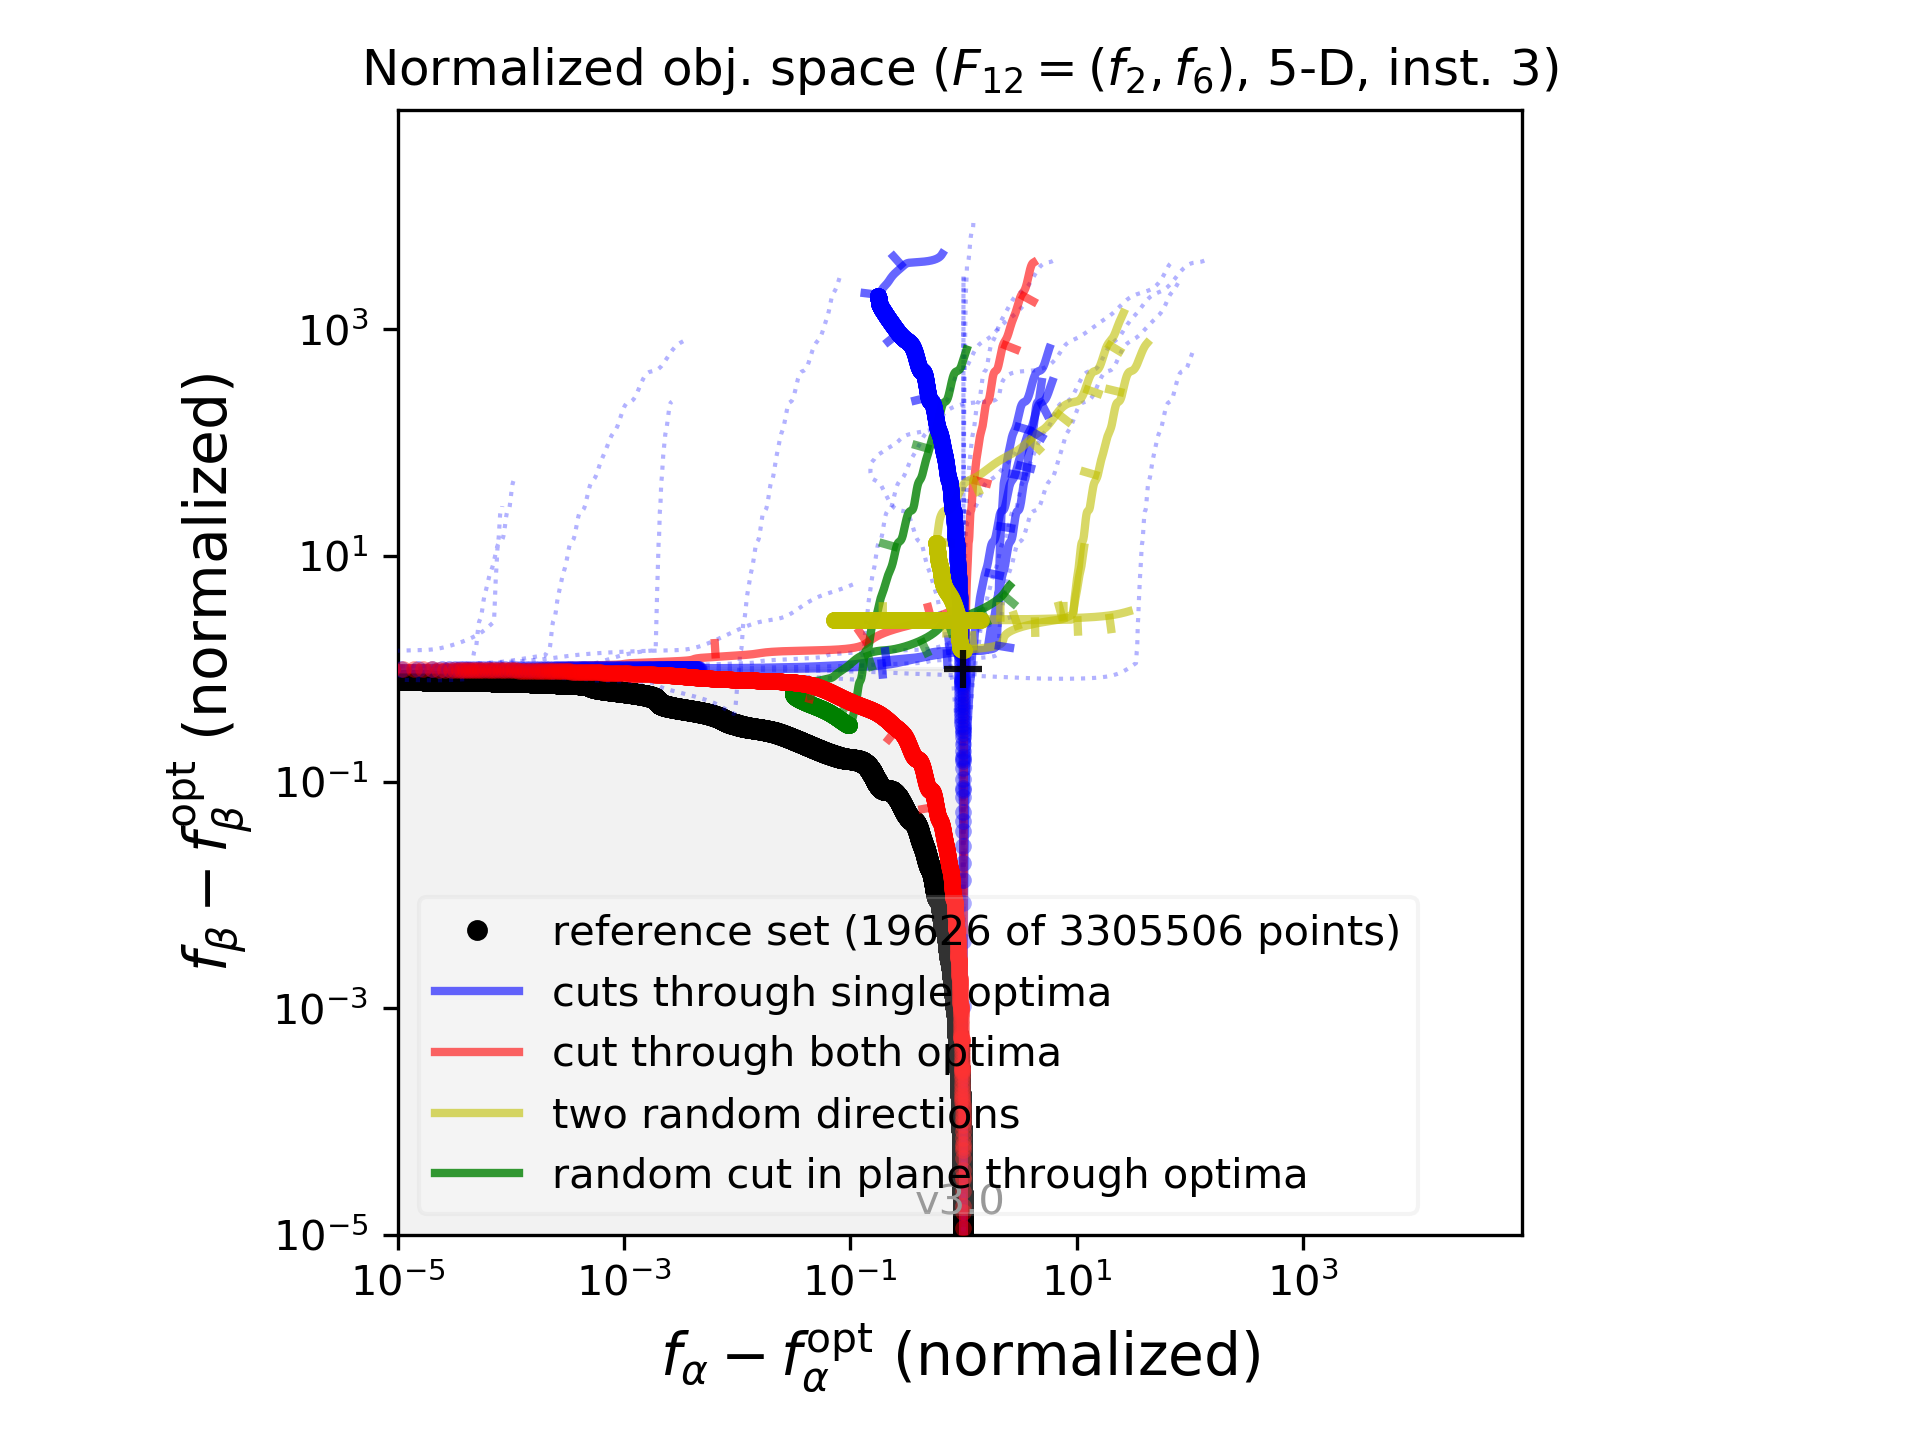 Normalized obj. space (F₁₂ = (f₂, f₆), 5-D, inst. 3)
10³
10¹
10⁻¹
10⁻³
10⁻⁵
f_β − f_β^opt (normalized)
reference set (19626 of 3305506 points)
cuts through single optima
cut through both optima
two random directions
random cut in plane through optima
v3.0
10⁻⁵ 10⁻³ 10⁻¹ 10¹ 10³
f_α − f_α^opt (normalized)